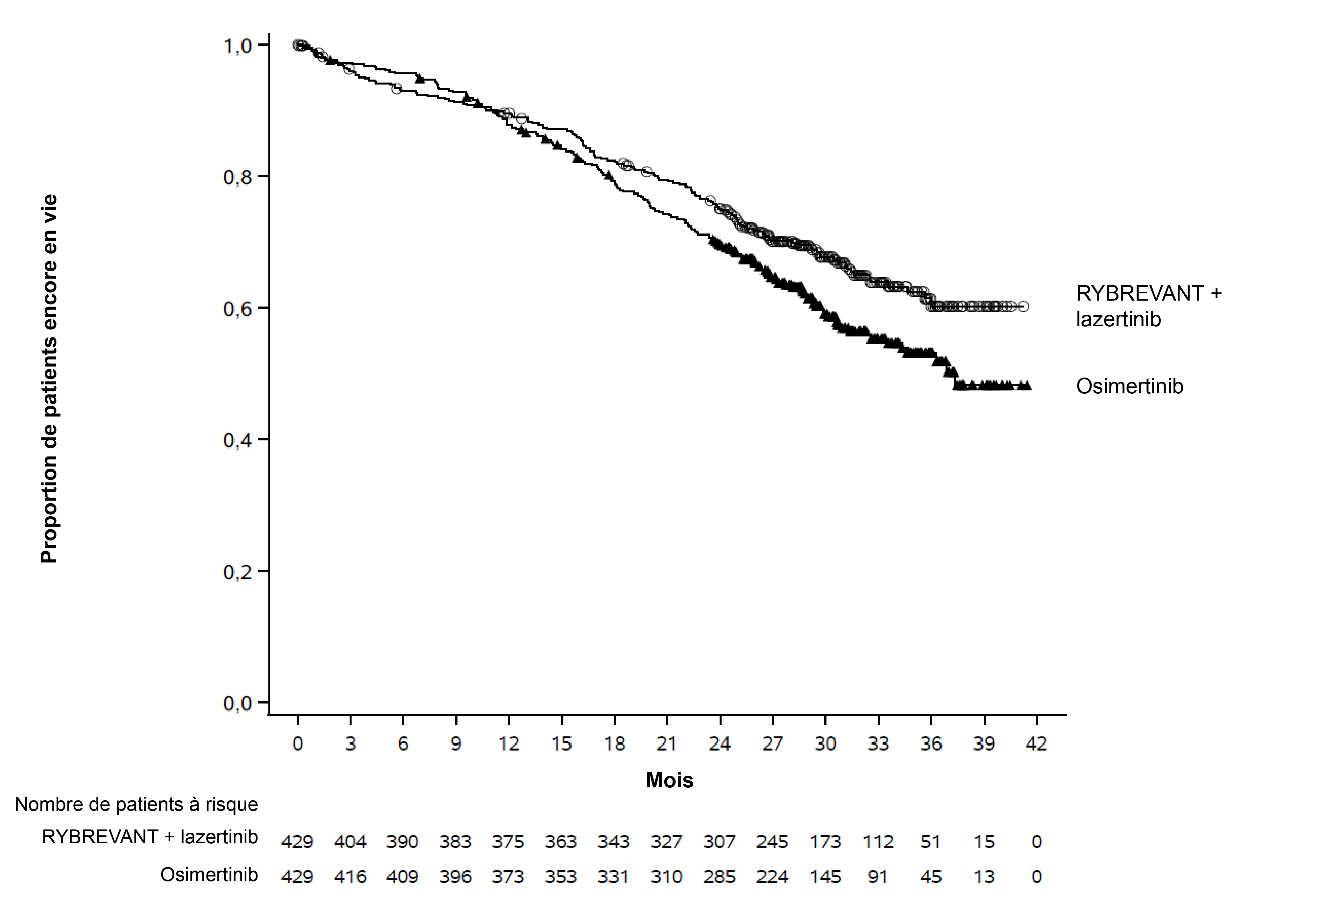 1,0
0,8
0,6
0,4
0,2
0,0
Proportion de patients encore en vie
RYBREVANT +
lazertinib
Osimertinib
0 3 6 9 12 15 18 21 24 27 30 33 36 39 42
Mois
Nombre de patients à risque
RYBREVANT + lazertinib 429 404 390 383 375 363 343 327 307 245 173 112 51 15 0
Osimertinib 429 416 409 396 373 353 331 310 285 224 145 91 45 13 0